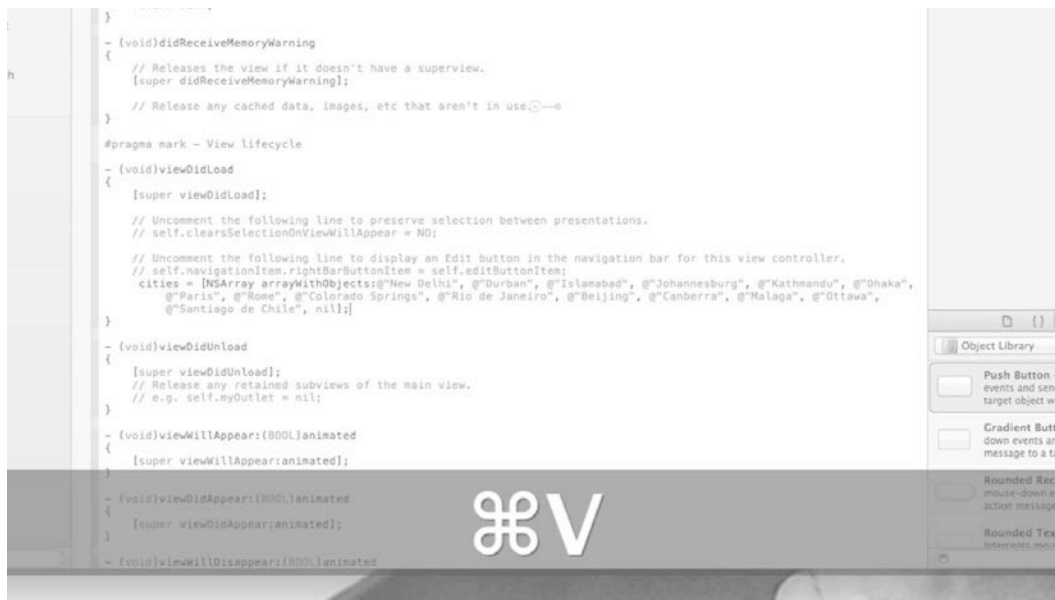 }
- (void)didReceiveMemoryWarning
{
// Releases the view if it doesn't have a superview.
[super didReceiveMemoryWarning];
// Release any cached data, images, etc that aren't in use.
}
#pragma mark - View lifecycle
- (void)viewDidLoad
{
[super viewDidLoad];
// Uncomment the following line to preserve selection between presentations.
// self.clearsSelectionOnViewWillAppear = NO;
// Uncomment the following line to display an Edit button in the navigation bar for this view controller.
// self.navigationItem.rightBarButtonItem = self.editButtonItem;
cities = [NSArray arrayWithObjects:@"New Delhi", @"Durban", @"Islamabad", @"Johannesburg", @"Kathmandu", @"Dhaka",
@"Paris", @"Rome", @"Colorado Springs", @"Rio de Janeiro", @"Beijing", @"Canberra", @"Malaga", @"Ottawa",
@"Santiago de Chile", nil];
}
- (void)viewDidUnload
{
[super viewDidUnload];
// Release any retained subviews of the main view.
// e.g. self.myOutlet = nil;
}
- (void)viewWillAppear:(BOOL)animated
{
[super viewWillAppear:animated];
}
- (void)viewDidAppear:(BOOL)animated
{
[super viewDidAppear:animated];
}
- (void)viewWillDisappear:(BOOL)animated
⌘V
h
{}
Object Library
Push Button
events and sen
target object w
Gradient Butt
down events an
message to a ta
Rounded Rec
mouse-down e
action message
Rounded Tex
Intercepts mou